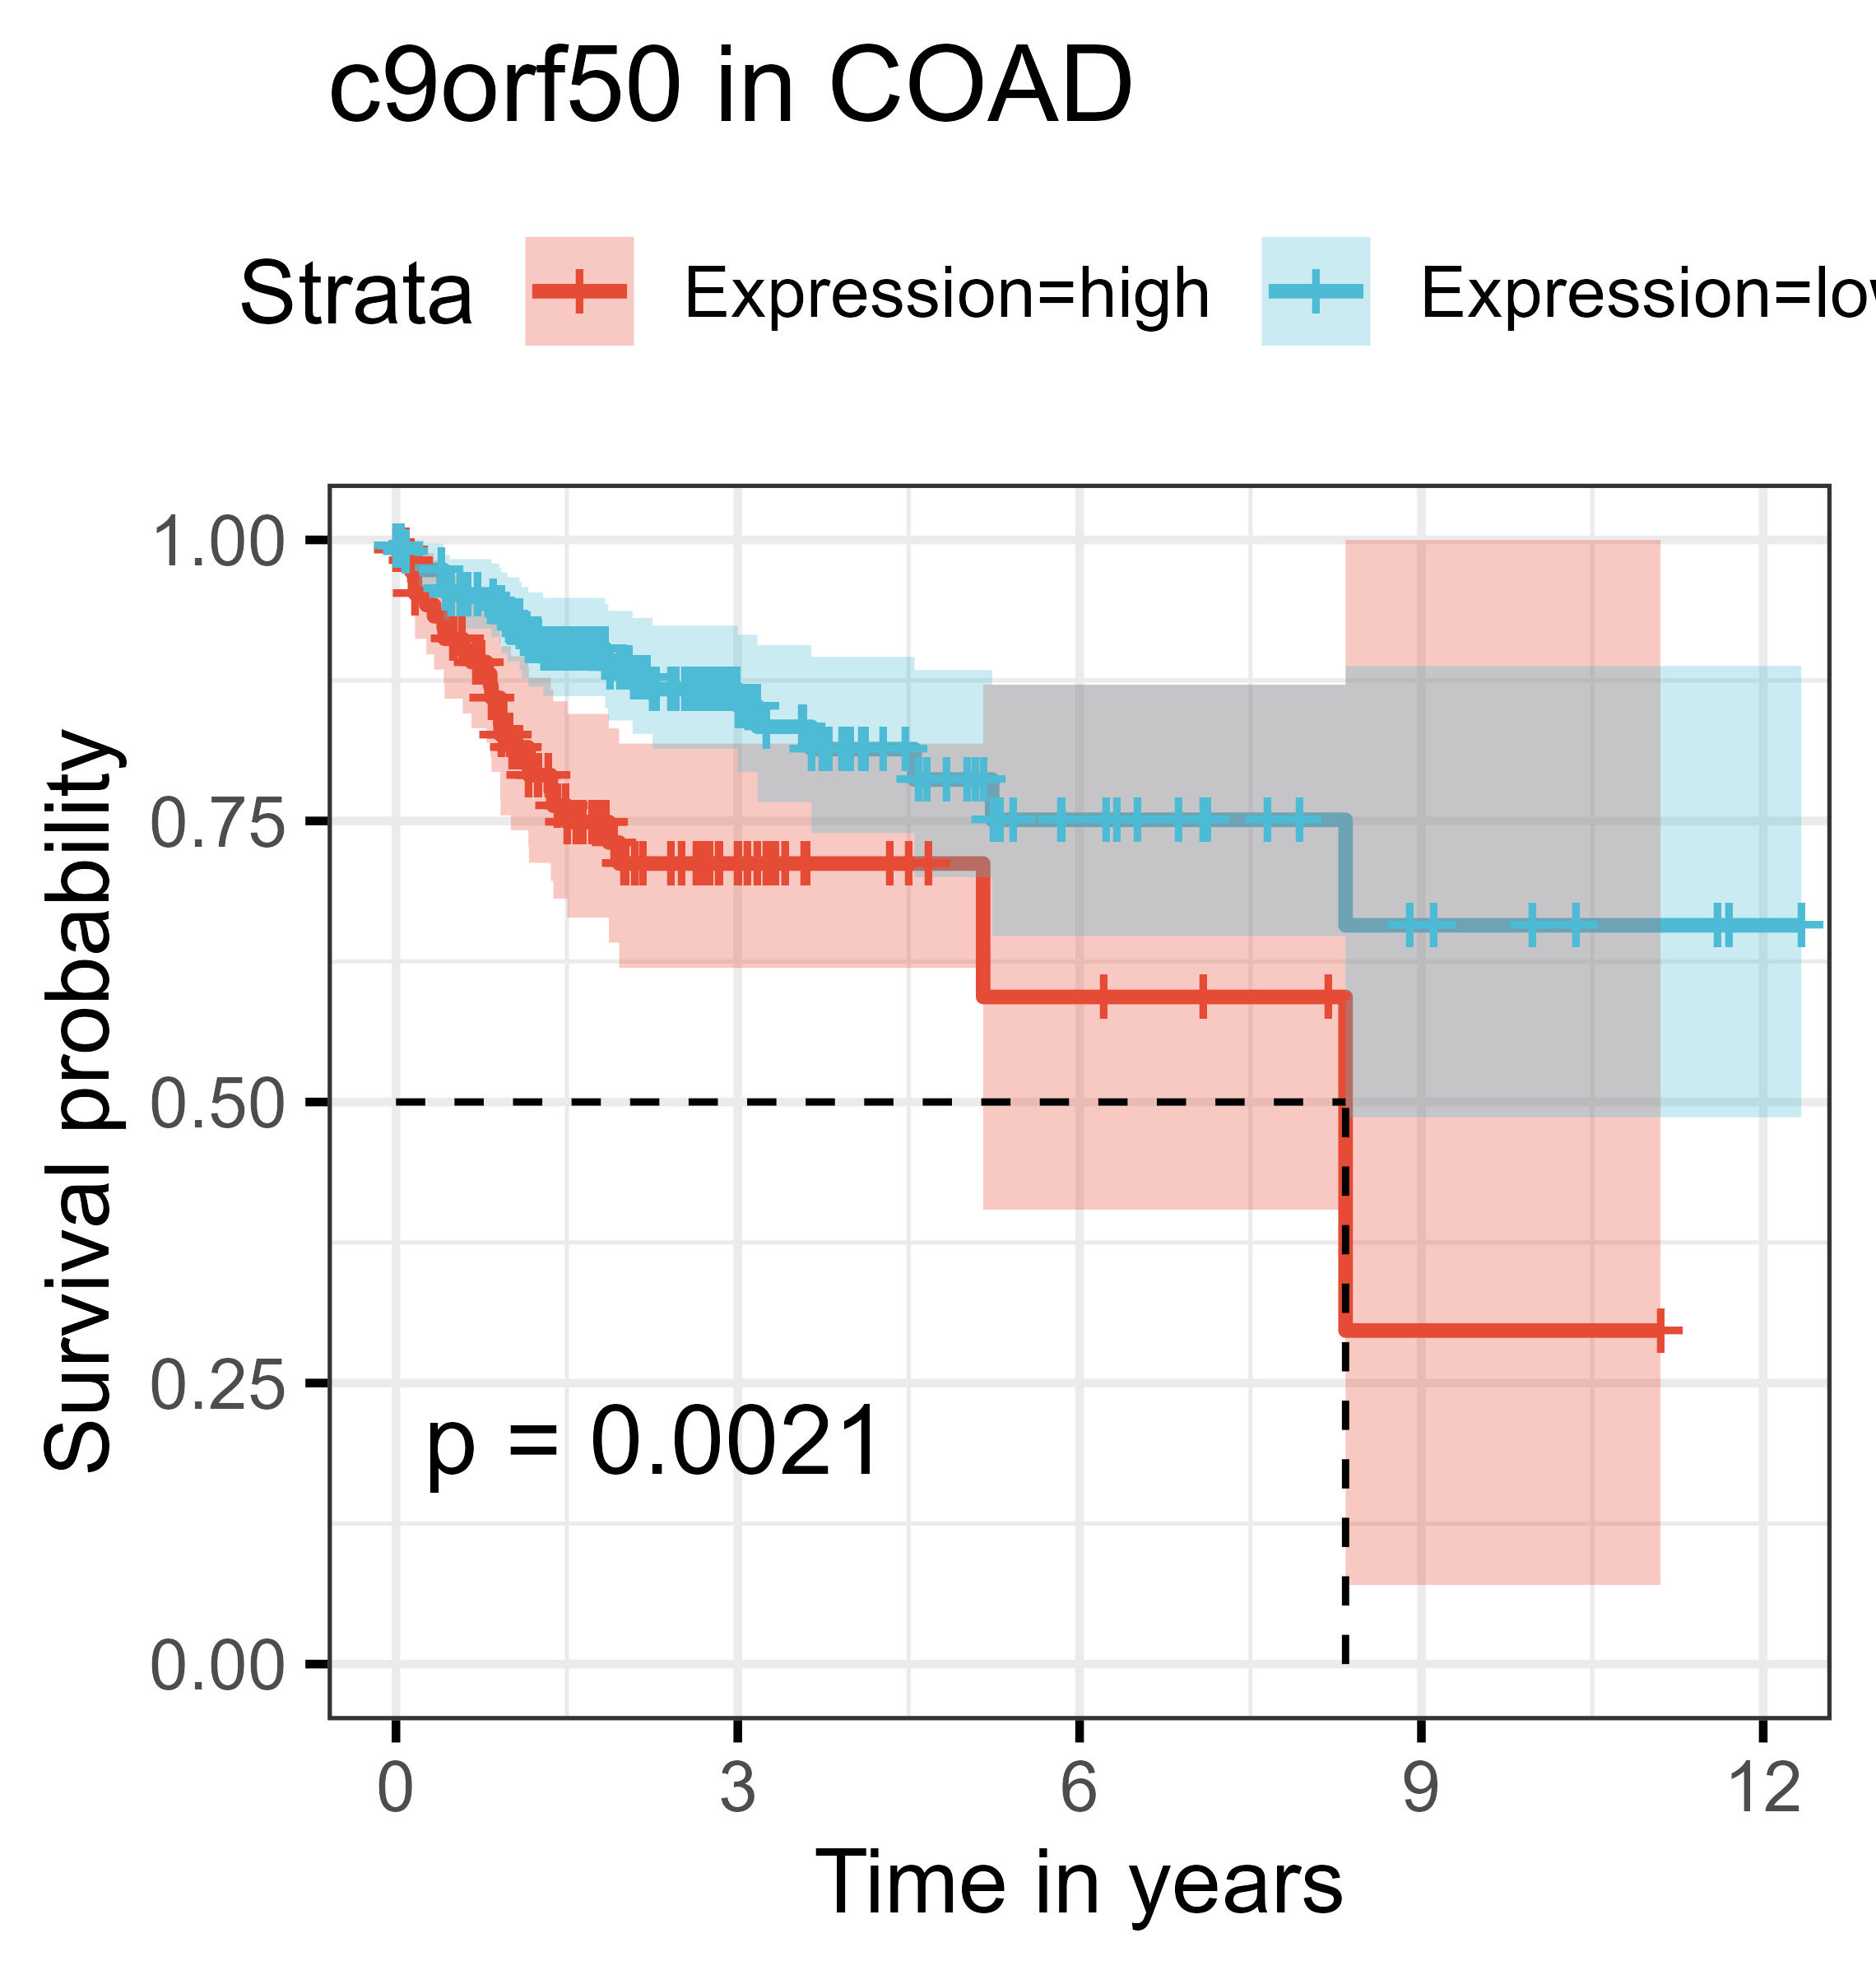 c9orf50 in COAD
Strata Expression=high Expression=lo
Survival probability
1.00
0.75
0.50
0.25
0.00
p = 0.0021
0 3 6 9 12
Time in years